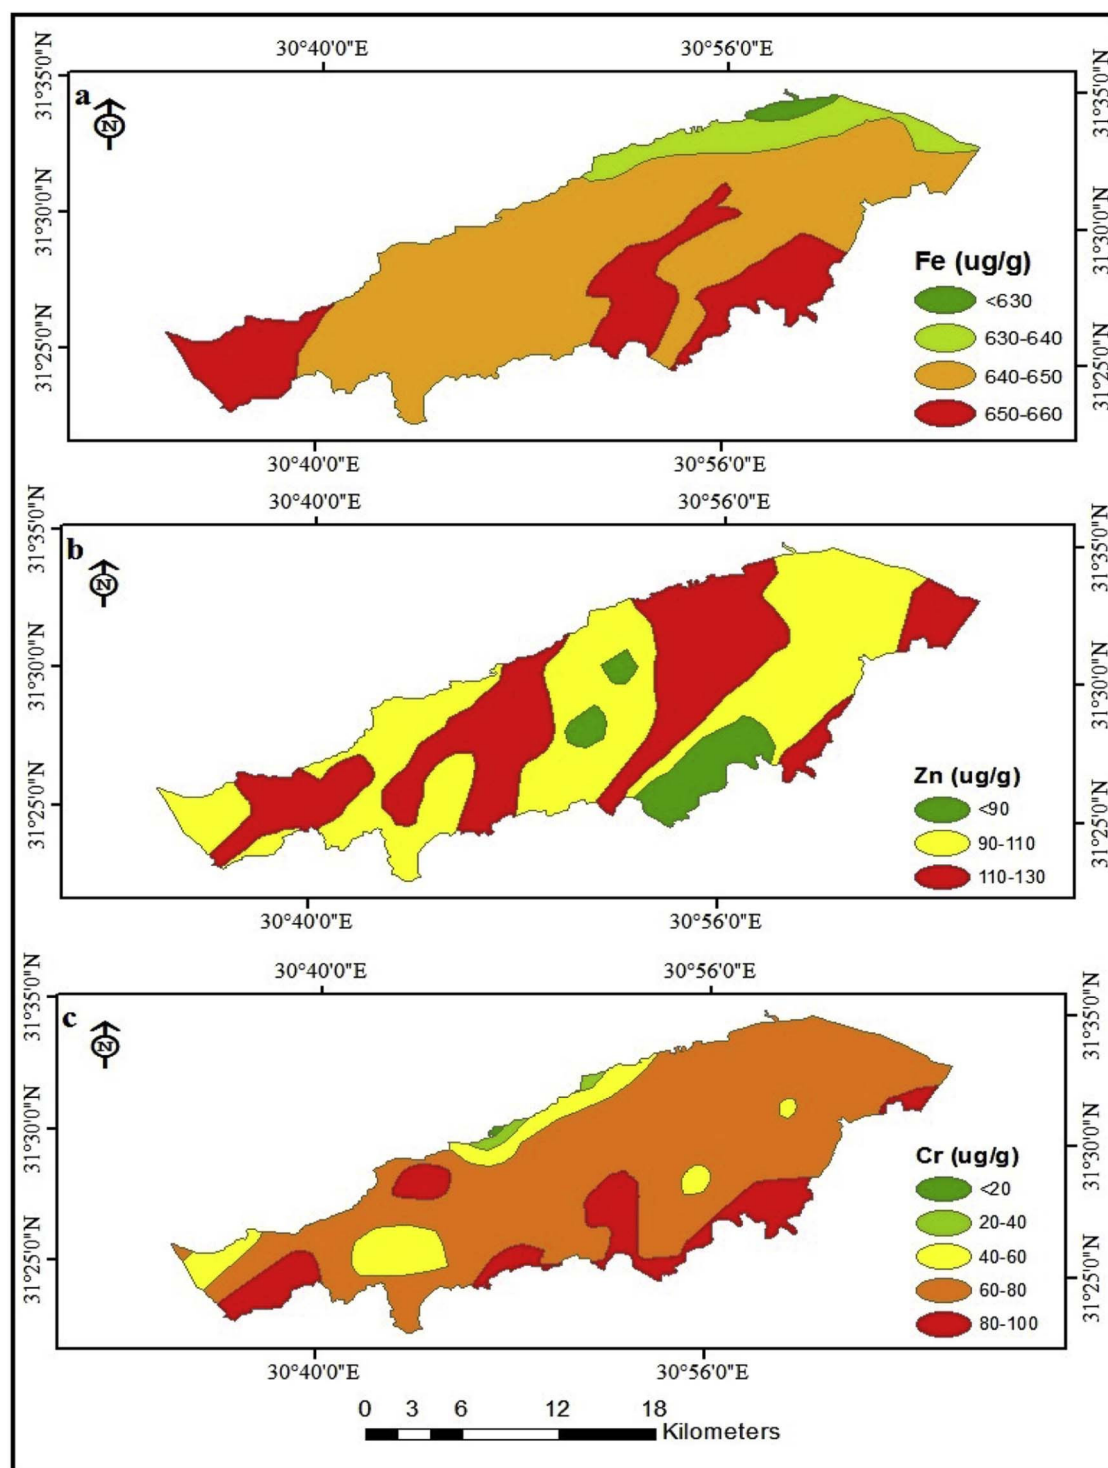 30°40'0"E 30°56'0"E
31°35'0"N 31°35'0"N
a
N
31°30'0"N 31°30'0"N
Fe (ug/g)
<630
630-640
31°25'0"N 31°25'0"N
640-650
650-660
30°40'0"E 30°56'0"E
30°40'0"E 30°56'0"E
31°35'0"N 31°35'0"N
b
N
31°30'0"N 31°30'0"N
Zn (ug/g)
31°25'0"N 31°25'0"N
<90
90-110
110-130
30°40'0"E 30°56'0"E
30°40'0"E 30°56'0"E
31°35'0"N 31°35'0"N
c
N
31°30'0"N 31°30'0"N
Cr (ug/g)
<20
20-40
31°25'0"N 31°25'0"N
40-60
60-80
80-100
30°40'0"E 30°56'0"E
0 3 6 12 18
Kilometers